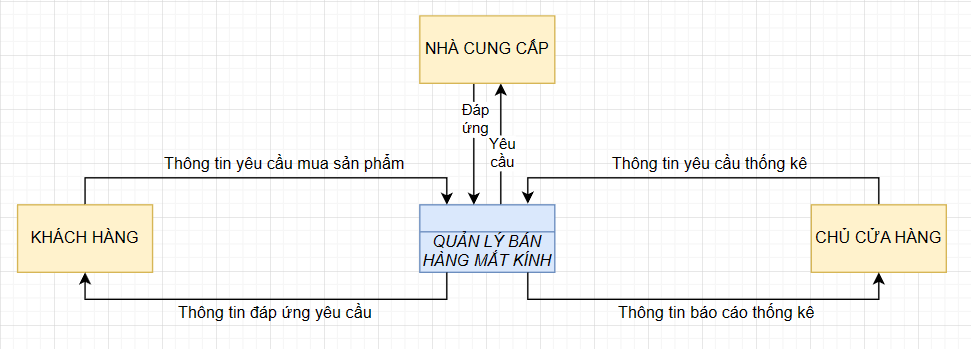 NHÀ CUNG CẤP
Đáp
ứng
Yêu
cầu
Thông tin yêu cầu mua sản phẩm
Thông tin yêu cầu thống kê
KHÁCH HÀNG
QUẢN LÝ BÁN
HÀNG MẮT KÍNH
CHỦ CỬA HÀNG
Thông tin đáp ứng yêu cầu
Thông tin báo cáo thống kê